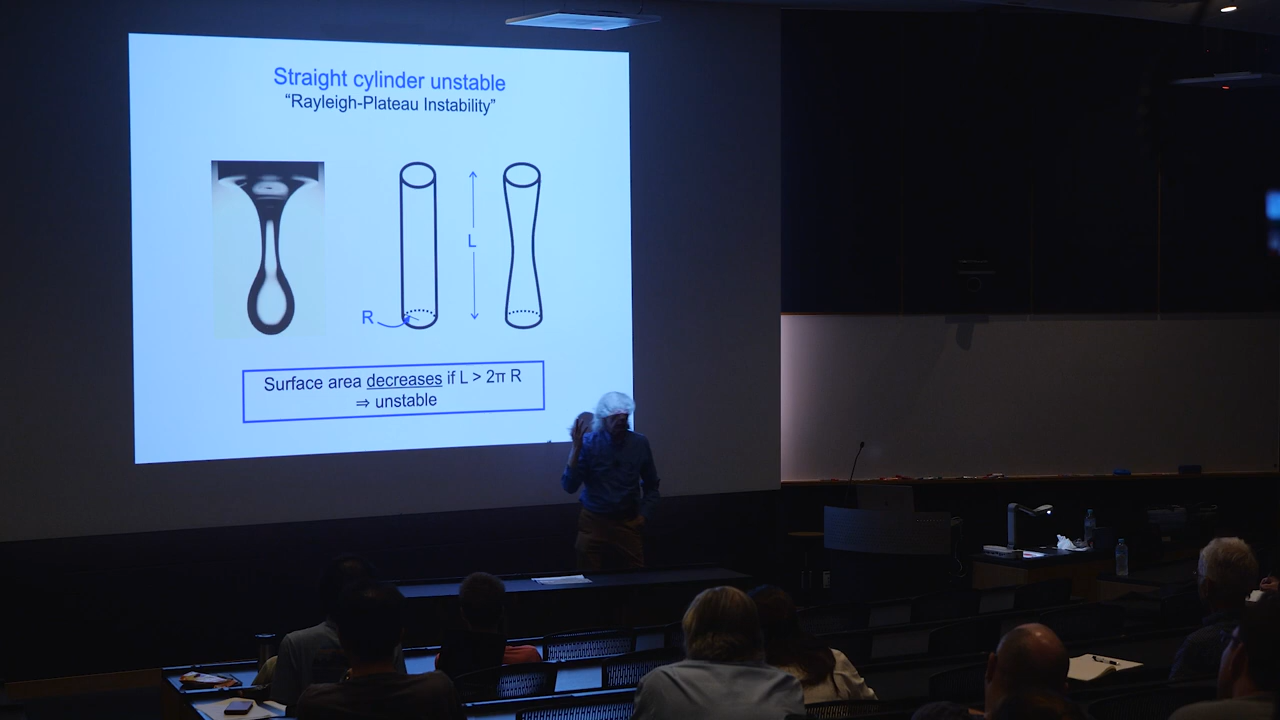 Straight cylinder unstable
“Rayleigh-Plateau Instability”
L
R
Surface area decreases if L > 2π R
⇒ unstable